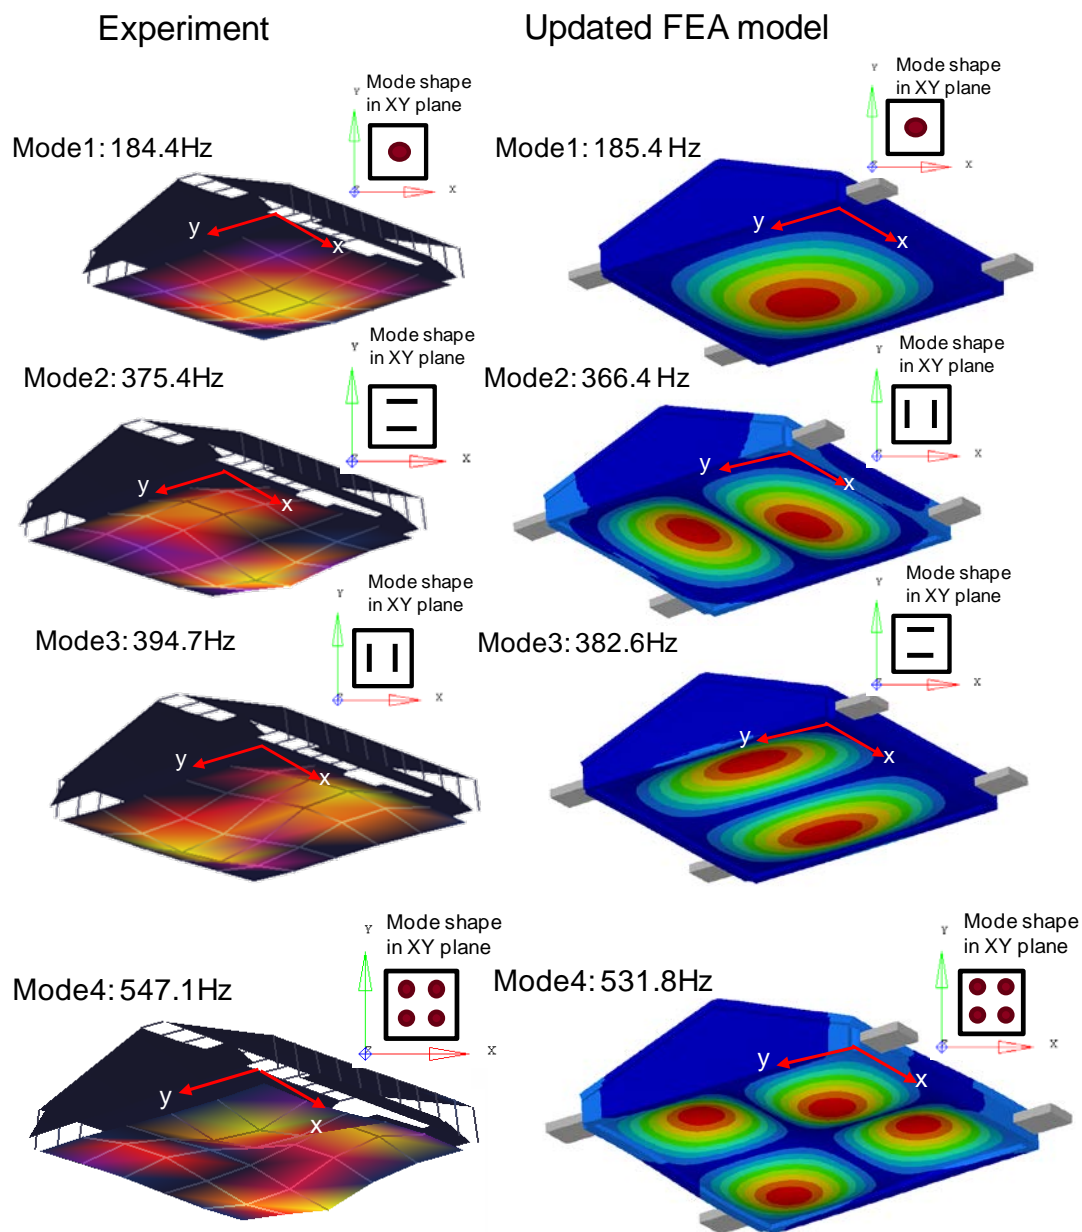 Experiment
Updated FEA model
Mode shape
in XY plane
Y
X
Mode1: 184.4Hz
y
x
Mode shape
in XY plane
Y
X
Mode1: 185.4 Hz
y
x
Mode shape
in XY plane
Y
X
Mode2: 375.4Hz
y
x
Mode shape
in XY plane
Y
X
Mode2: 366.4 Hz
y
x
Mode shape
in XY plane
Y
X
Mode3: 394.7Hz
y
x
Mode shape
in XY plane
Y
X
Mode3: 382.6Hz
y
x
Mode shape
in XY plane
Y
X
Mode4: 547.1Hz
y
x
Mode shape
in XY plane
Y
X
Mode4: 531.8Hz
y
x